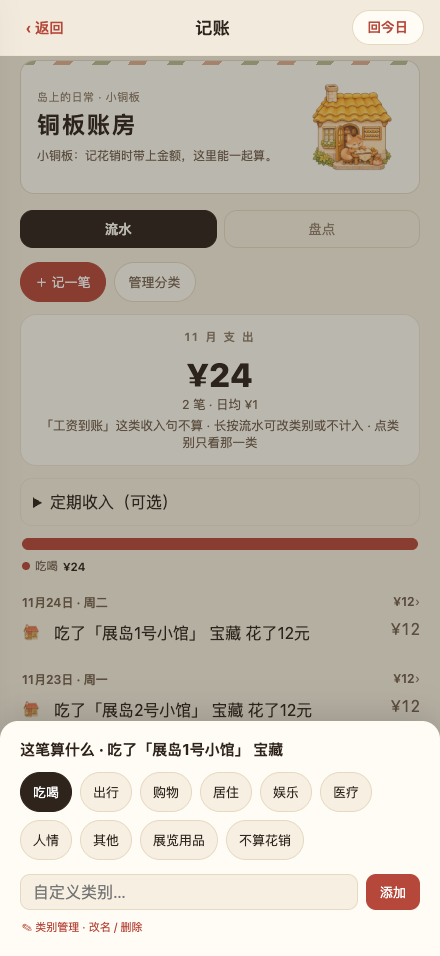 ‹ 返回
记账
回今日
岛上的日常 · 小铜板
铜板账房
小铜板：记花销时带上金额，这里能一起算。
流水
盘点
＋ 记一笔
管理分类
11 月 支 出
¥24
2 笔 · 日均 ¥1
「工资到账」这类收入句不算 · 长按流水可改类别或不计入 · 点类
别只看那一类
▶ 定期收入（可选）
吃喝 ¥24
11月24日 · 周二
¥12›
吃了「展岛1号小馆」 宝藏 花了12元
¥12
11月23日 · 周一
¥12›
吃了「展岛2号小馆」 宝藏 花了12元
¥12
这笔算什么 · 吃了「展岛1号小馆」 宝藏
吃喝
出行
购物
居住
娱乐
医疗
人情
其他
展览用品
不算花销
自定义类别…
添加
✎ 类别管理 · 改名 / 删除